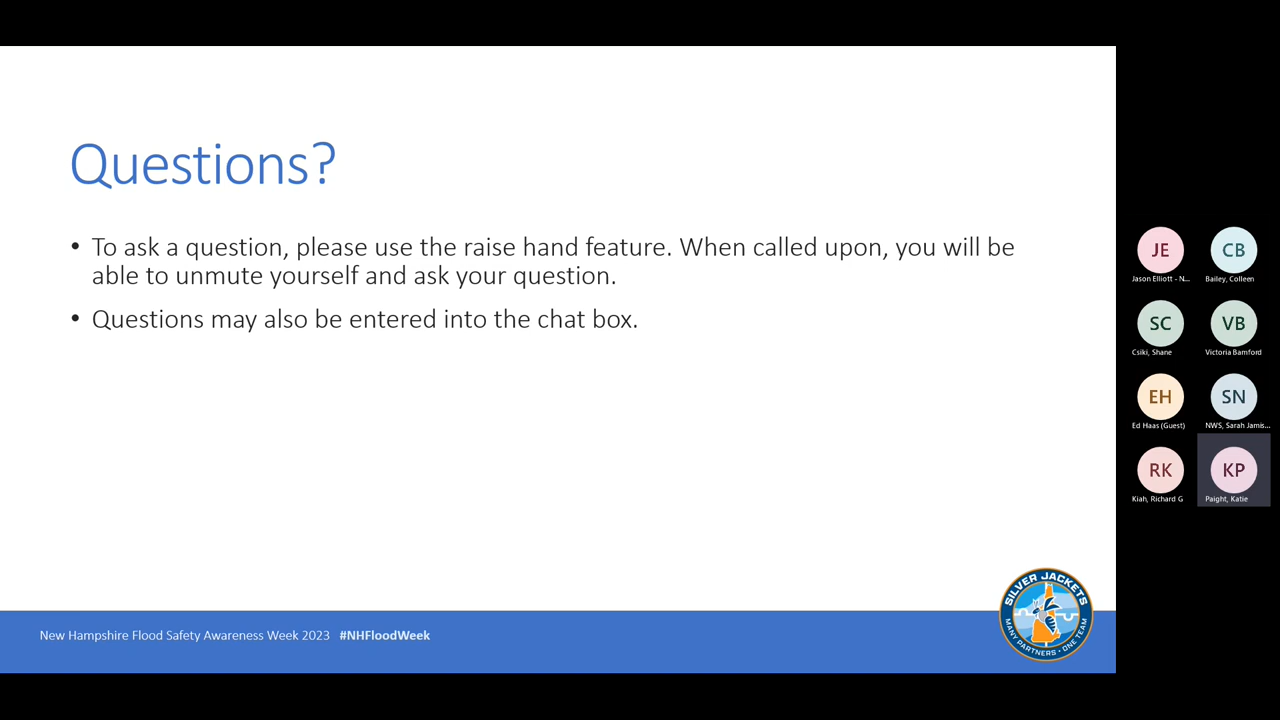 Questions?
• To ask a question, please use the raise hand feature. When called upon, you will be
able to unmute yourself and ask your question.
• Questions may also be entered into the chat box.
New Hampshire Flood Safety Awareness Week 2023 #NHFloodWeek
SILVER JACKETS
MANY PARTNERS • ONE TEAM
JE
CB
Jason Elliott - N...
Bailey, Colleen
SC
VB
Csiki, Shane
Victoria Bamford
EH
SN
Ed Haas (Guest)
NWS, Sarah Jamis...
RK
KP
Kiah, Richard G
Paight, Katie